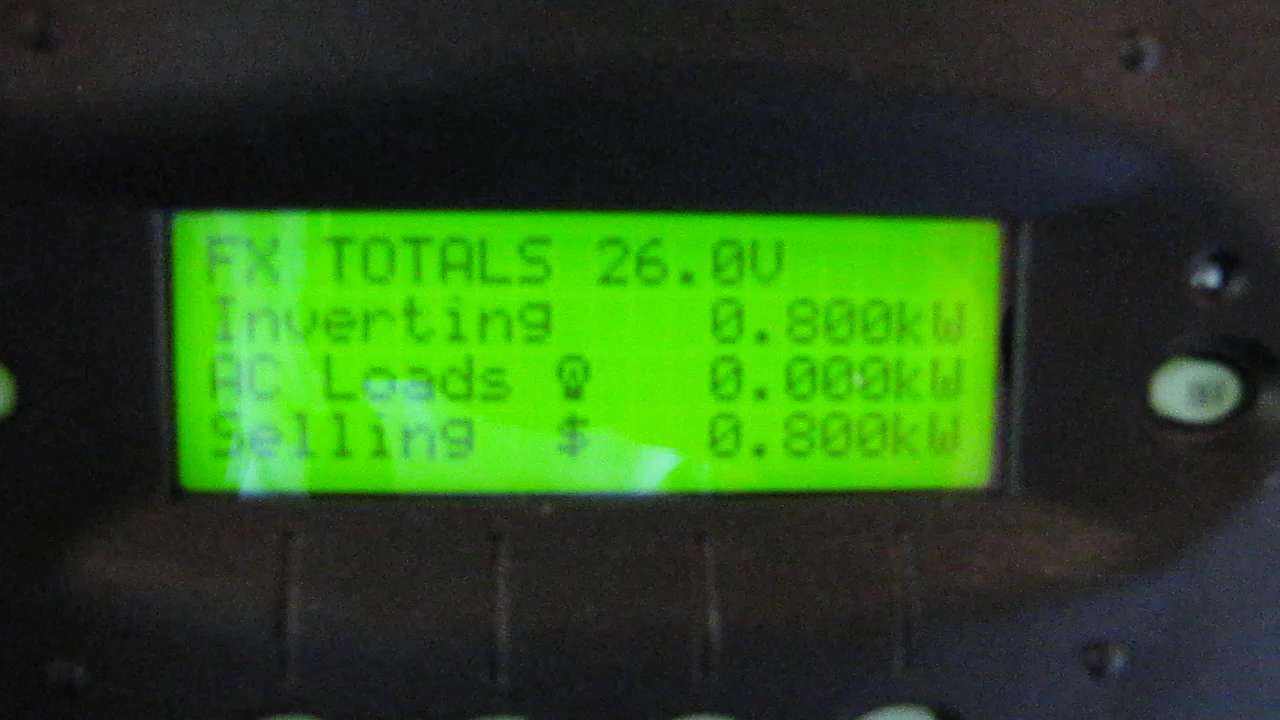 FX TOTALS 26.0V
Inverting 0.800kW
AC Loads 0.000kW
Selling $ 0.800kW